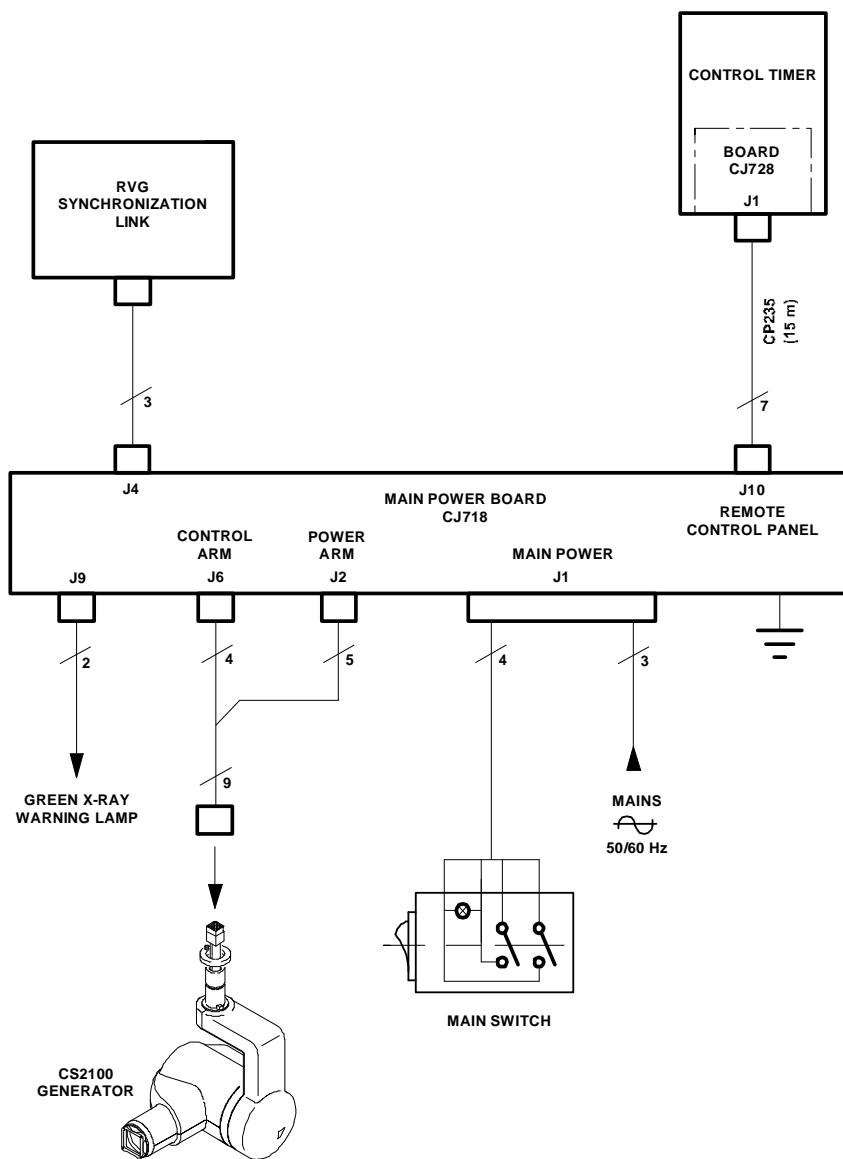 CONTROL TIMER
BOARD
CJ728
J1
RVG
SYNCHRONIZATION
LINK
CP235
(15 m)
3
7
J4
MAIN POWER BOARD
CJ718
J10
REMOTE
CONTROL PANEL
CONTROL
ARM
J6
POWER
ARM
J2
MAIN POWER
J1
J9
2
4
5
4
3
9
GREEN X-RAY
WARNING LAMP
MAINS
50/60 Hz
MAIN SWITCH
CS2100
GENERATOR